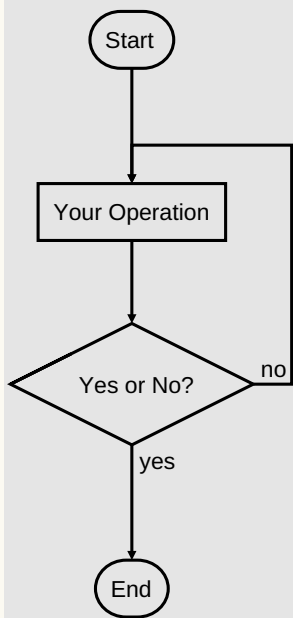 Start
Your Operation
Yes or No?
no
yes
End